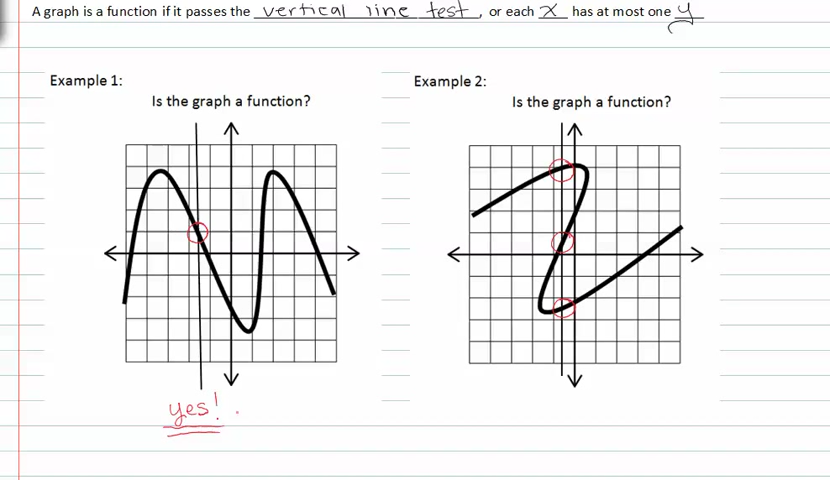 A graph is a function if it passes the vertical line test, or each x has at most one y
Example 1:
Is the graph a function?
yes!
Example 2:
Is the graph a function?